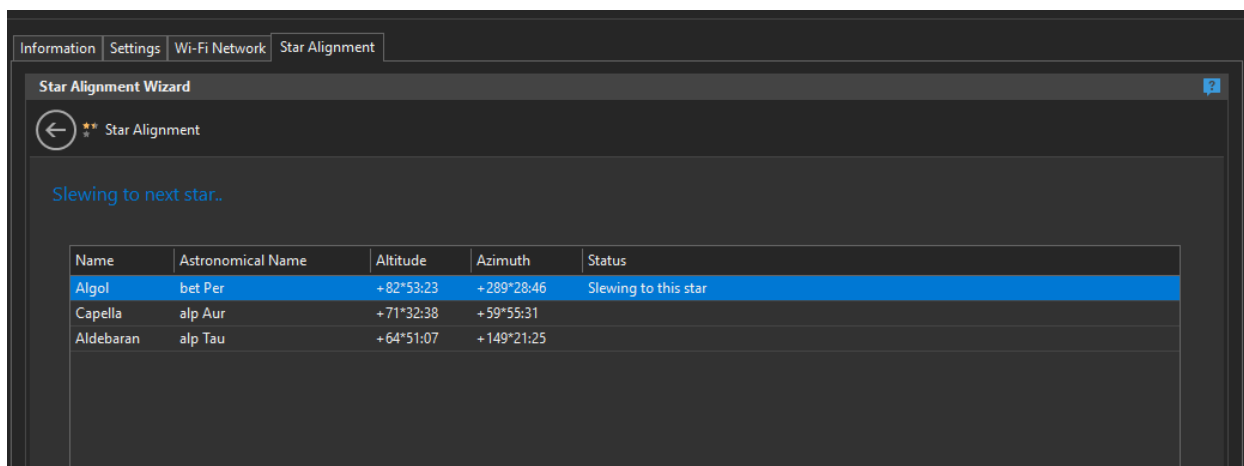 Information Settings Wi-Fi Network Star Alignment
Star Alignment Wizard ?
Star Alignment
Slewing to next star..
Name Astronomical Name Altitude Azimuth Status
Algol bet Per +82*53:23 +289*28:46 Slewing to this star
Capella alp Aur +71*32:38 +59*55:31
Aldebaran alp Tau +64*51:07 +149*21:25